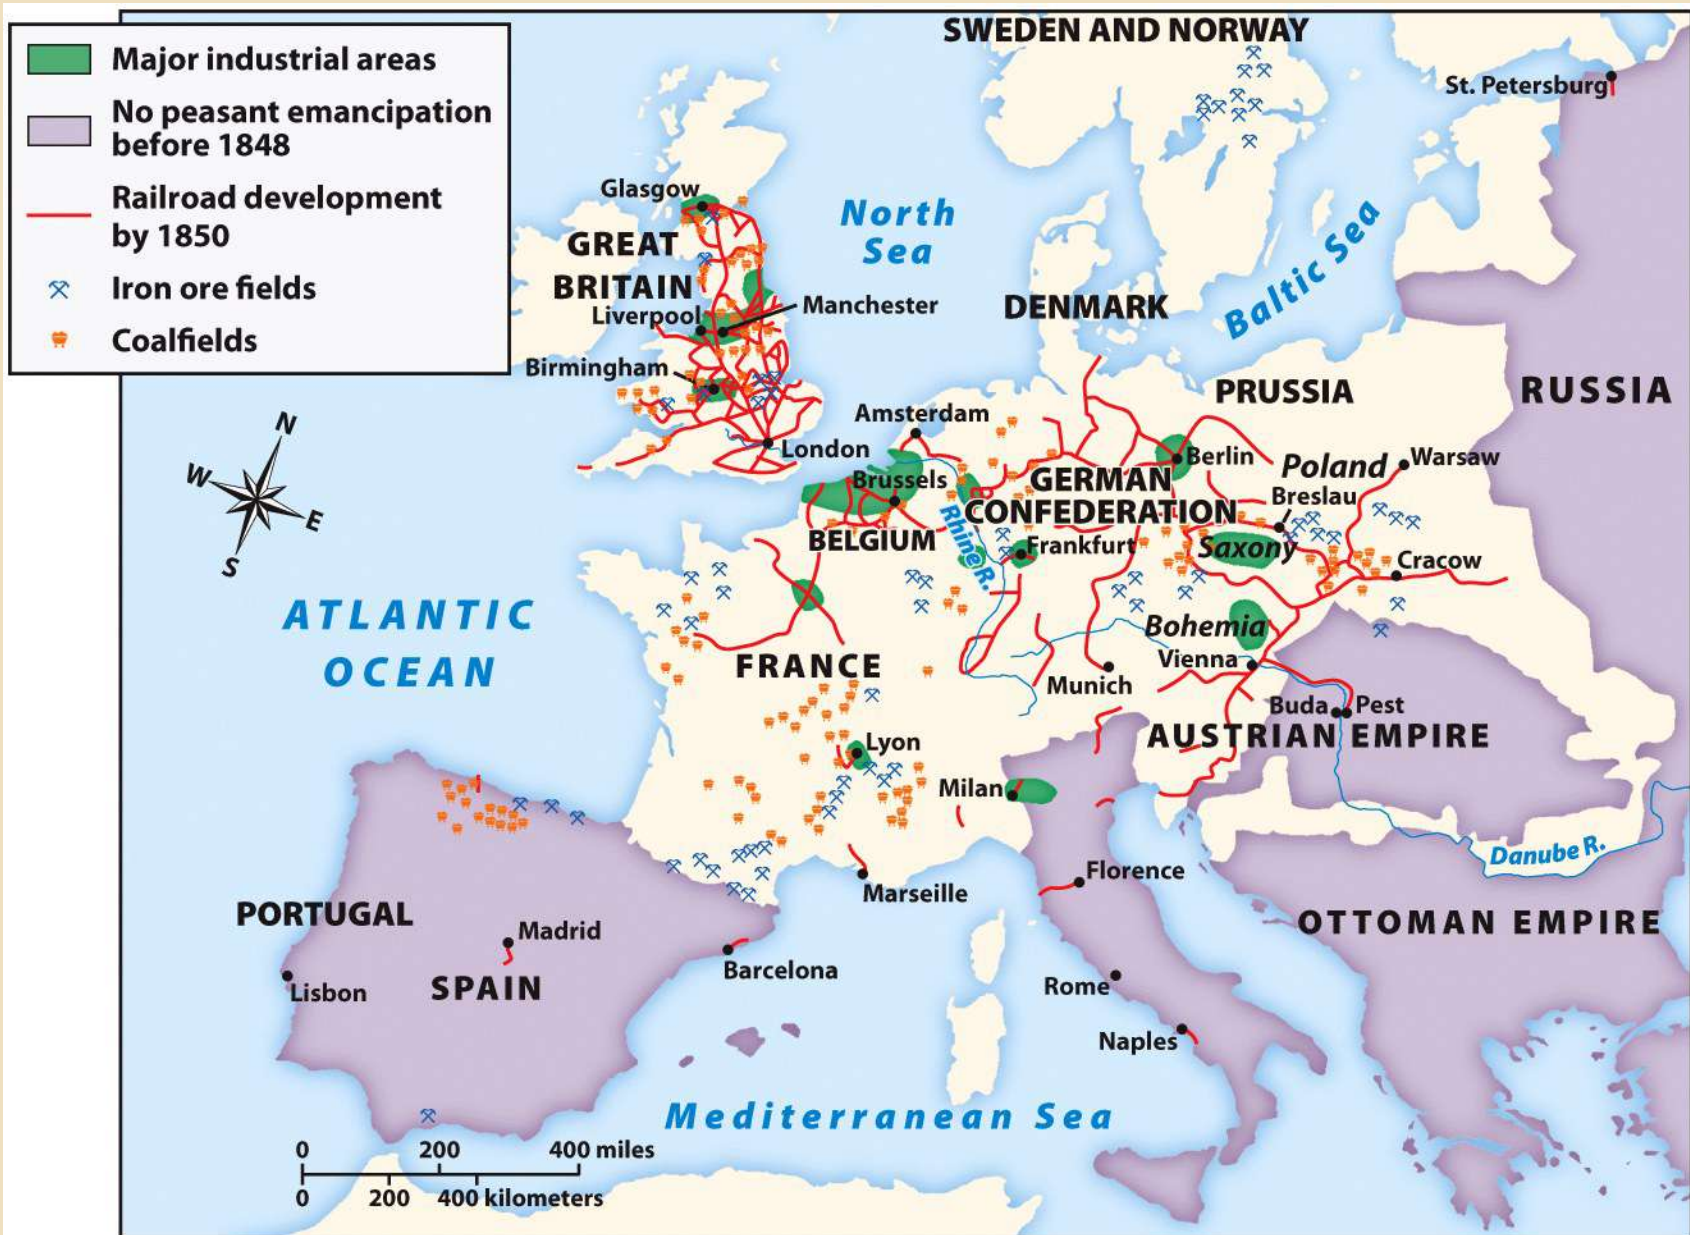 Major industrial areas
No peasant emancipation
before 1848
Railroad development
by 1850
Iron ore fields
Coalfields
SWEDEN AND NORWAY
St. Petersburg
Glasgow
North
Sea
GREAT
BRITAIN
Baltic Sea
Manchester
DENMARK
Liverpool
Birmingham
PRUSSIA
RUSSIA
Amsterdam
N
W
E
S
London
Berlin
Poland
Warsaw
Brussels
GERMAN
CONFEDERATION
Breslau
Rhine R.
BELGIUM
Frankfurt
Saxony
Cracow
ATLANTIC
OCEAN
Bohemia
FRANCE
Vienna
Munich
Buda
Pest
AUSTRIAN EMPIRE
Lyon
Milan
Danube R.
Florence
Marseille
PORTUGAL
OTTOMAN EMPIRE
Madrid
Barcelona
SPAIN
Lisbon
Rome
Naples
Mediterranean Sea
0 200 400 miles
0 200 400 kilometers